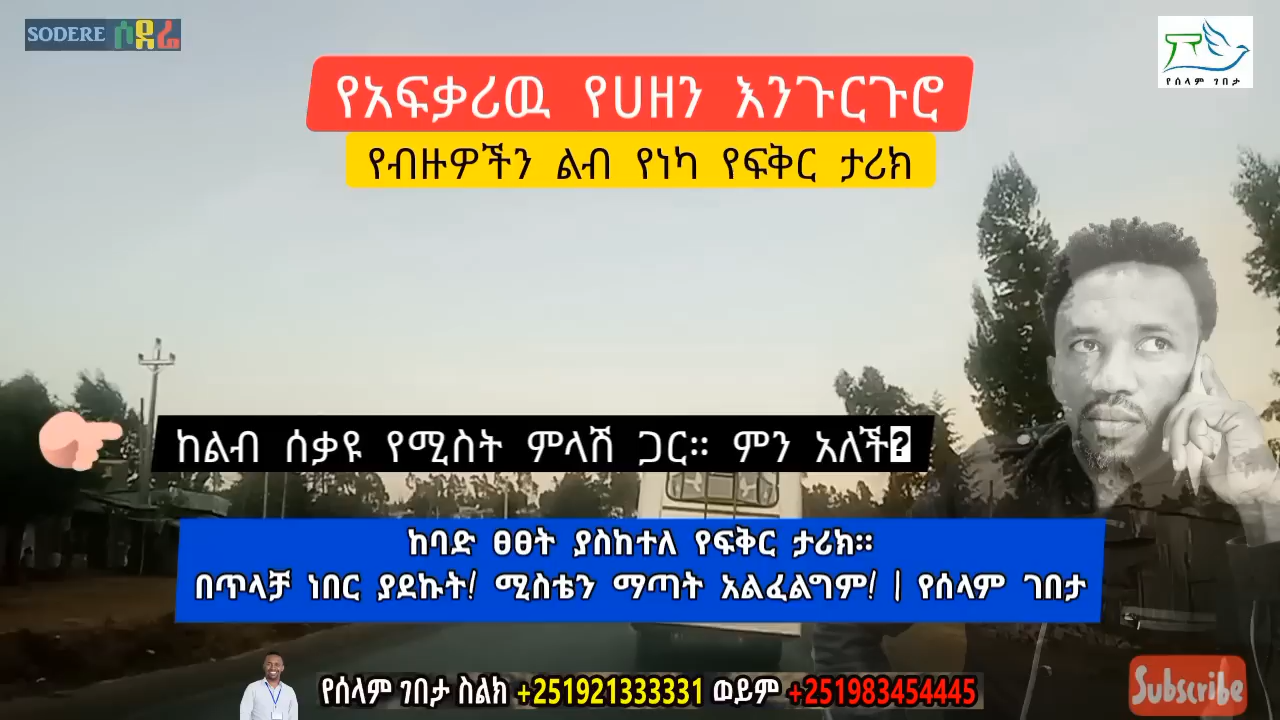 SODERE ሶደሬ
የሰላም ገበታ
የአፍቃሪዉ የሀዘን እንጉርጉሮ
የብዙዎችን ልብ የነካ የፍቅር ታሪክ
ከልብ ሰቃዩ የሚስት ምላሽ ጋር። ምን አለች
ከባድ ፀፀት ያስከተለ የፍቅር ታሪክ።
በጥላቻ ነበር ያደኩት! ሚስቴን ማጣት አልፈልግም! | የሰላም ገበታ
የሰላም ገበታ ስልክ +251921333331 ወይም +251983454445
Subscribe